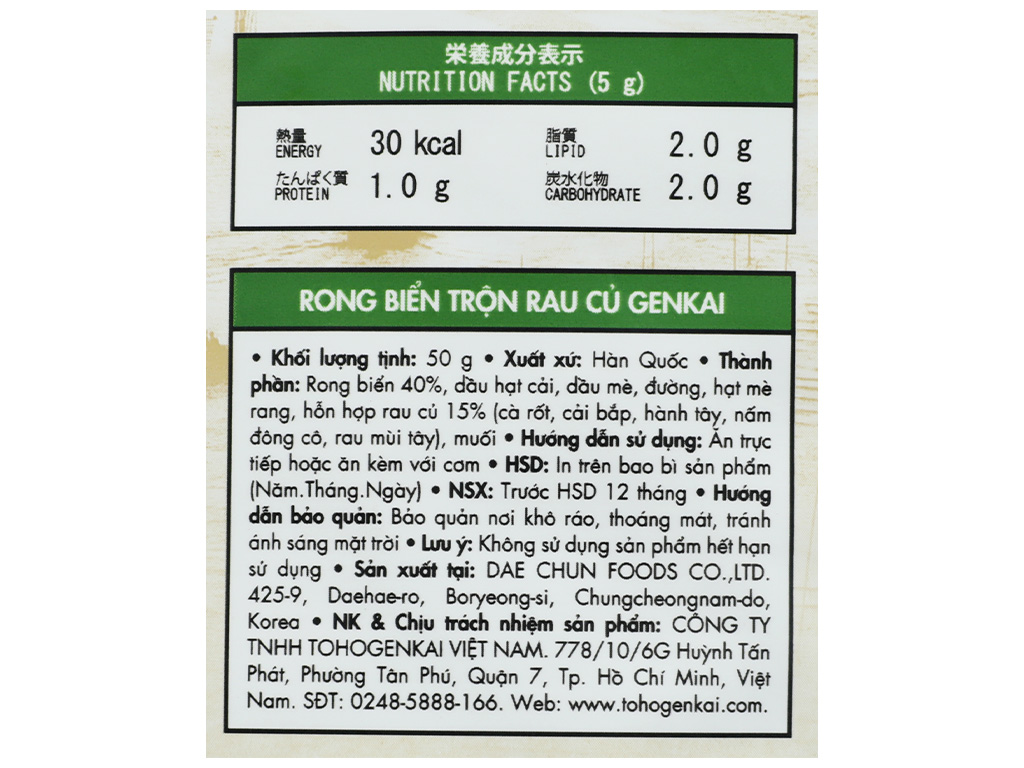 栄養成分表示
NUTRITION FACTS (5 g)
熱量
ENERGY
30 kcal
脂質
LIPID
2.0 g
たんぱく質
PROTEIN
1.0 g
炭水化物
CARBOHYDRATE
2.0 g
RONG BIỂN TRỘN RAU CỦ GENKAI
• Khối lượng tịnh: 50 g • Xuất xứ: Hàn Quốc • Thành
phần: Rong biển 40%, dầu hạt cải, dầu mè, đường, hạt mè
rang, hỗn hợp rau củ 15% (cà rốt, cải bắp, hành tây, nấm
đông cô, rau mùi tây), muối • Hướng dẫn sử dụng: Ăn trực
tiếp hoặc ăn kèm với cơm • HSD: In trên bao bì sản phẩm
(Năm.Tháng.Ngày) • NSX: Trước HSD 12 tháng • Hướng
dẫn bảo quản: Bảo quản nơi khô ráo, thoáng mát, tránh
ánh sáng mặt trời • Lưu ý: Không sử dụng sản phẩm hết hạn
sử dụng • Sản xuất tại: DAE CHUN FOODS CO.,LTD.
425-9, Daehae-ro, Boryeong-si, Chungcheongnam-do,
Korea • NK & Chịu trách nhiệm sản phẩm: CÔNG TY
TNHH TOHOGENKAI VIỆT NAM. 778/10/6G Huỳnh Tấn
Phát, Phường Tân Phú, Quận 7, Tp. Hồ Chí Minh, Việt
Nam. SĐT: 0248-5888-166. Web: www.tohogenkai.com.